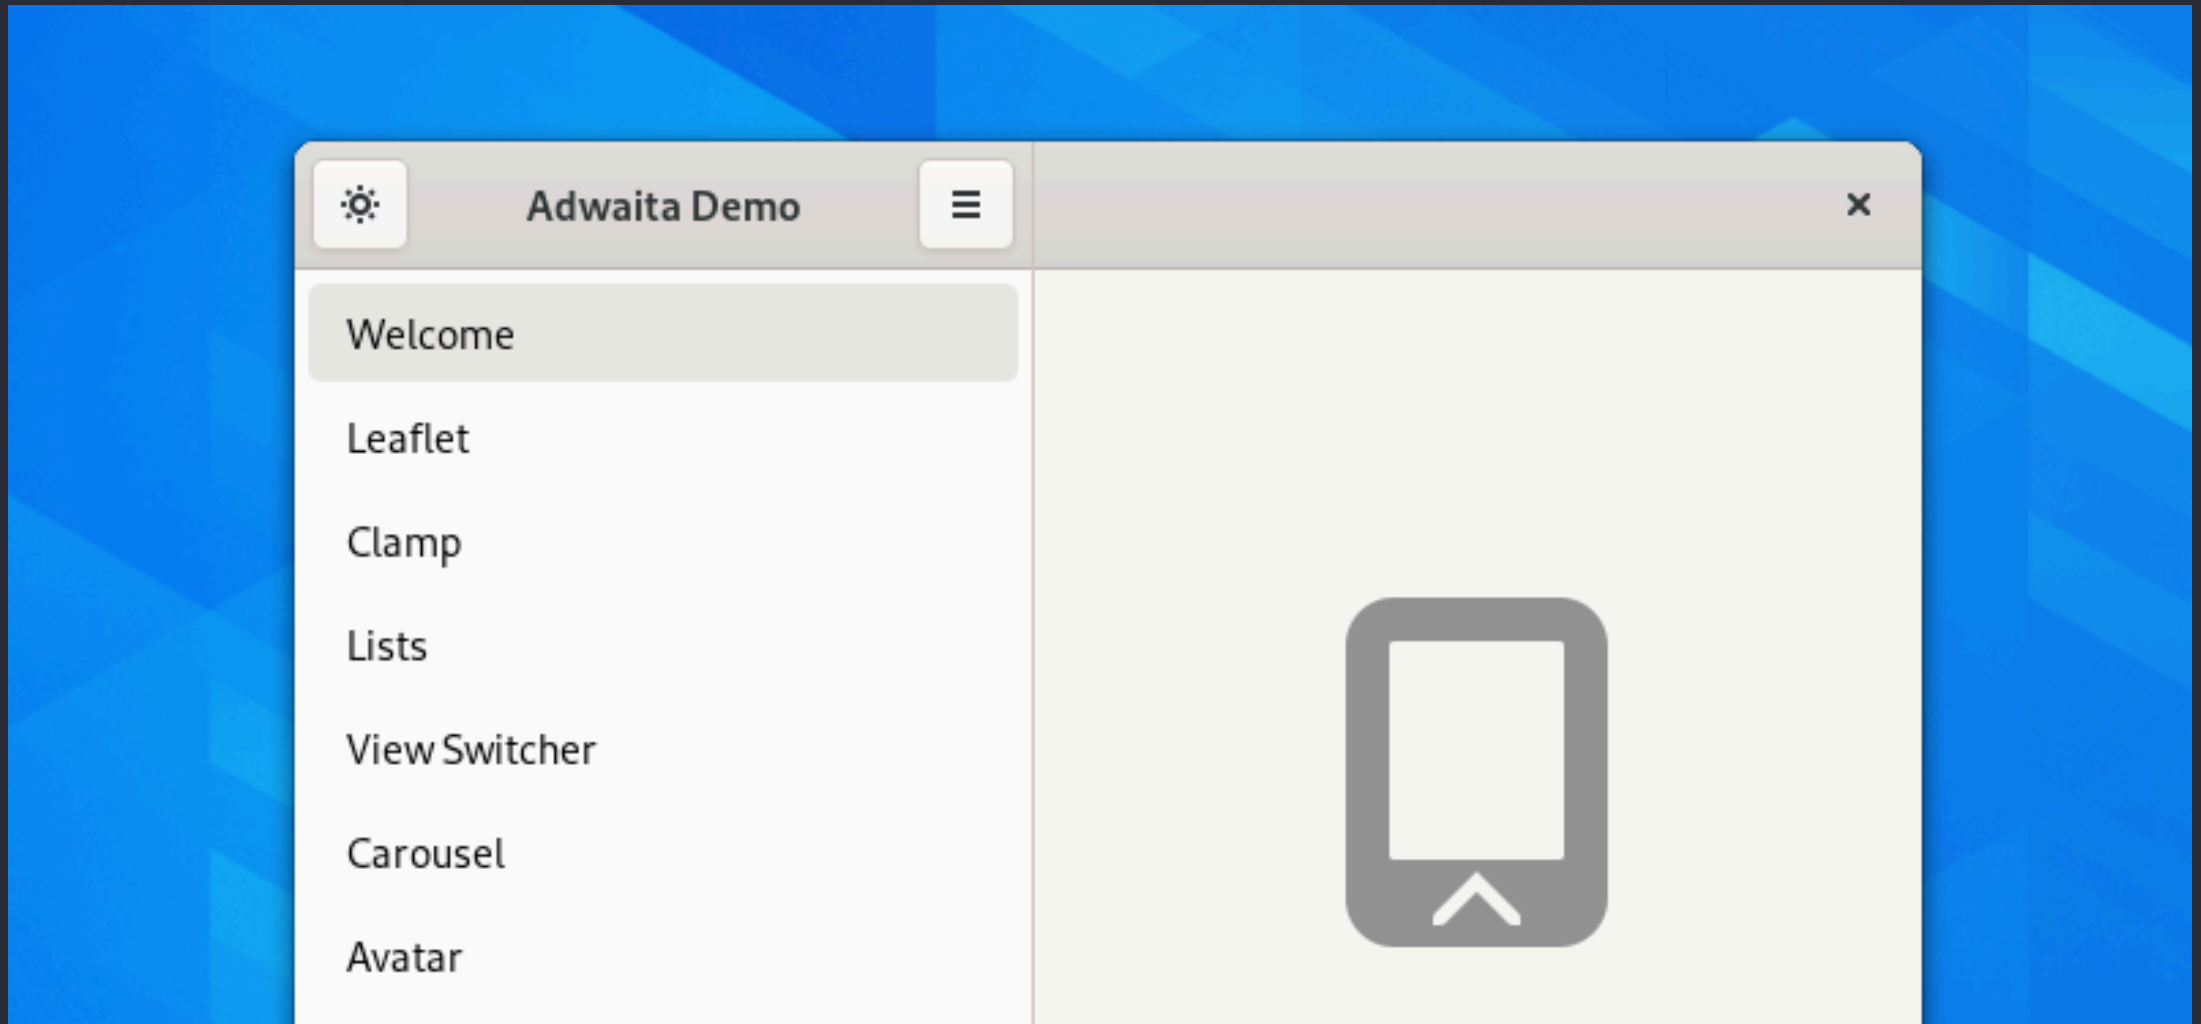 Adwaita Demo
Welcome
Leaflet
Clamp
Lists
View Switcher
Carousel
Avatar